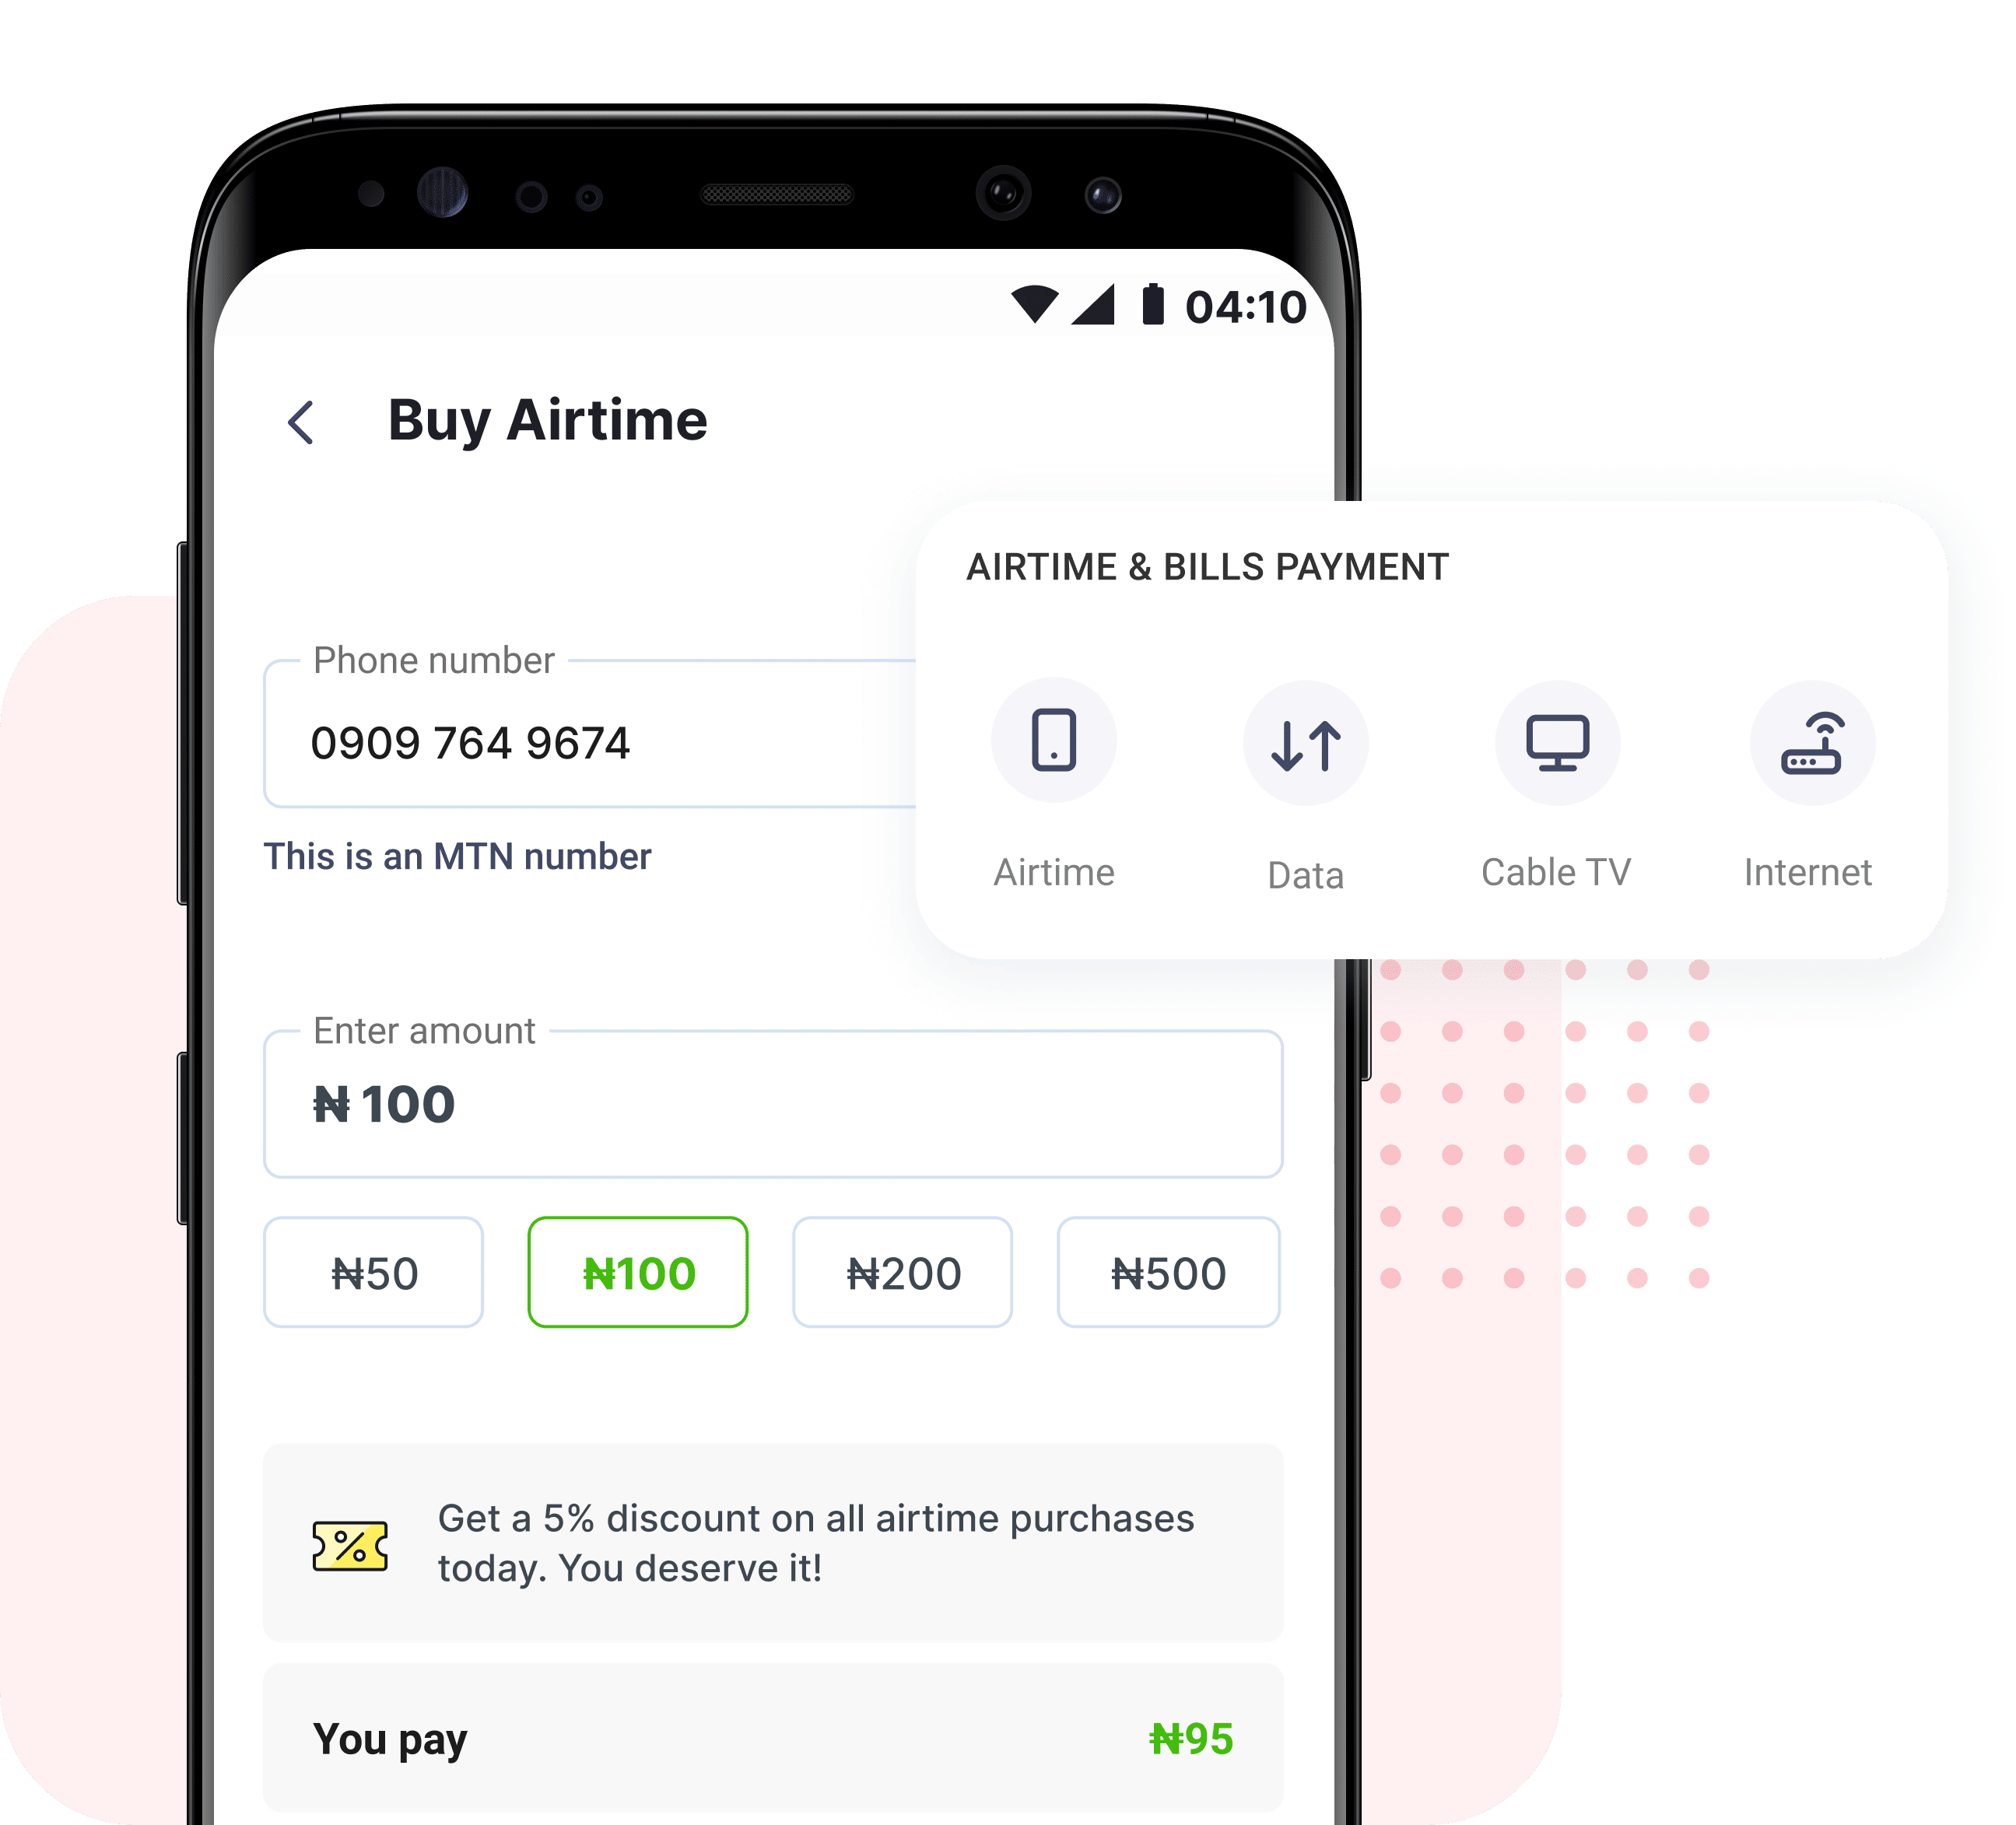 04:10
Buy Airtime
AIRTIME & BILLS PAYMENT
Airtime
Data
Cable TV
Internet
Phone number
0909 764 9674
This is an MTN number
Enter amount
₦ 100
₦50
₦100
₦200
₦500
Get a 5% discount on all airtime purchases
today. You deserve it!
You pay
₦95